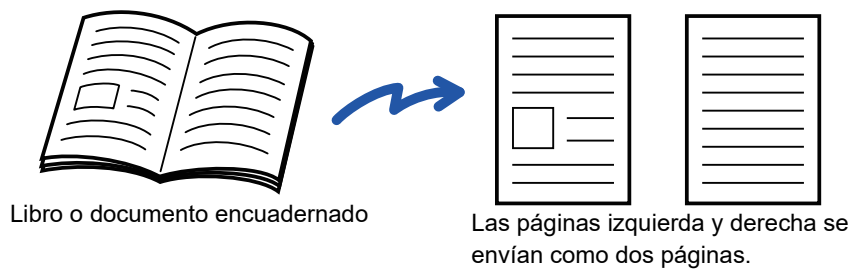 Libro o documento encuadernado
Las páginas izquierda y derecha se
envían como dos páginas.